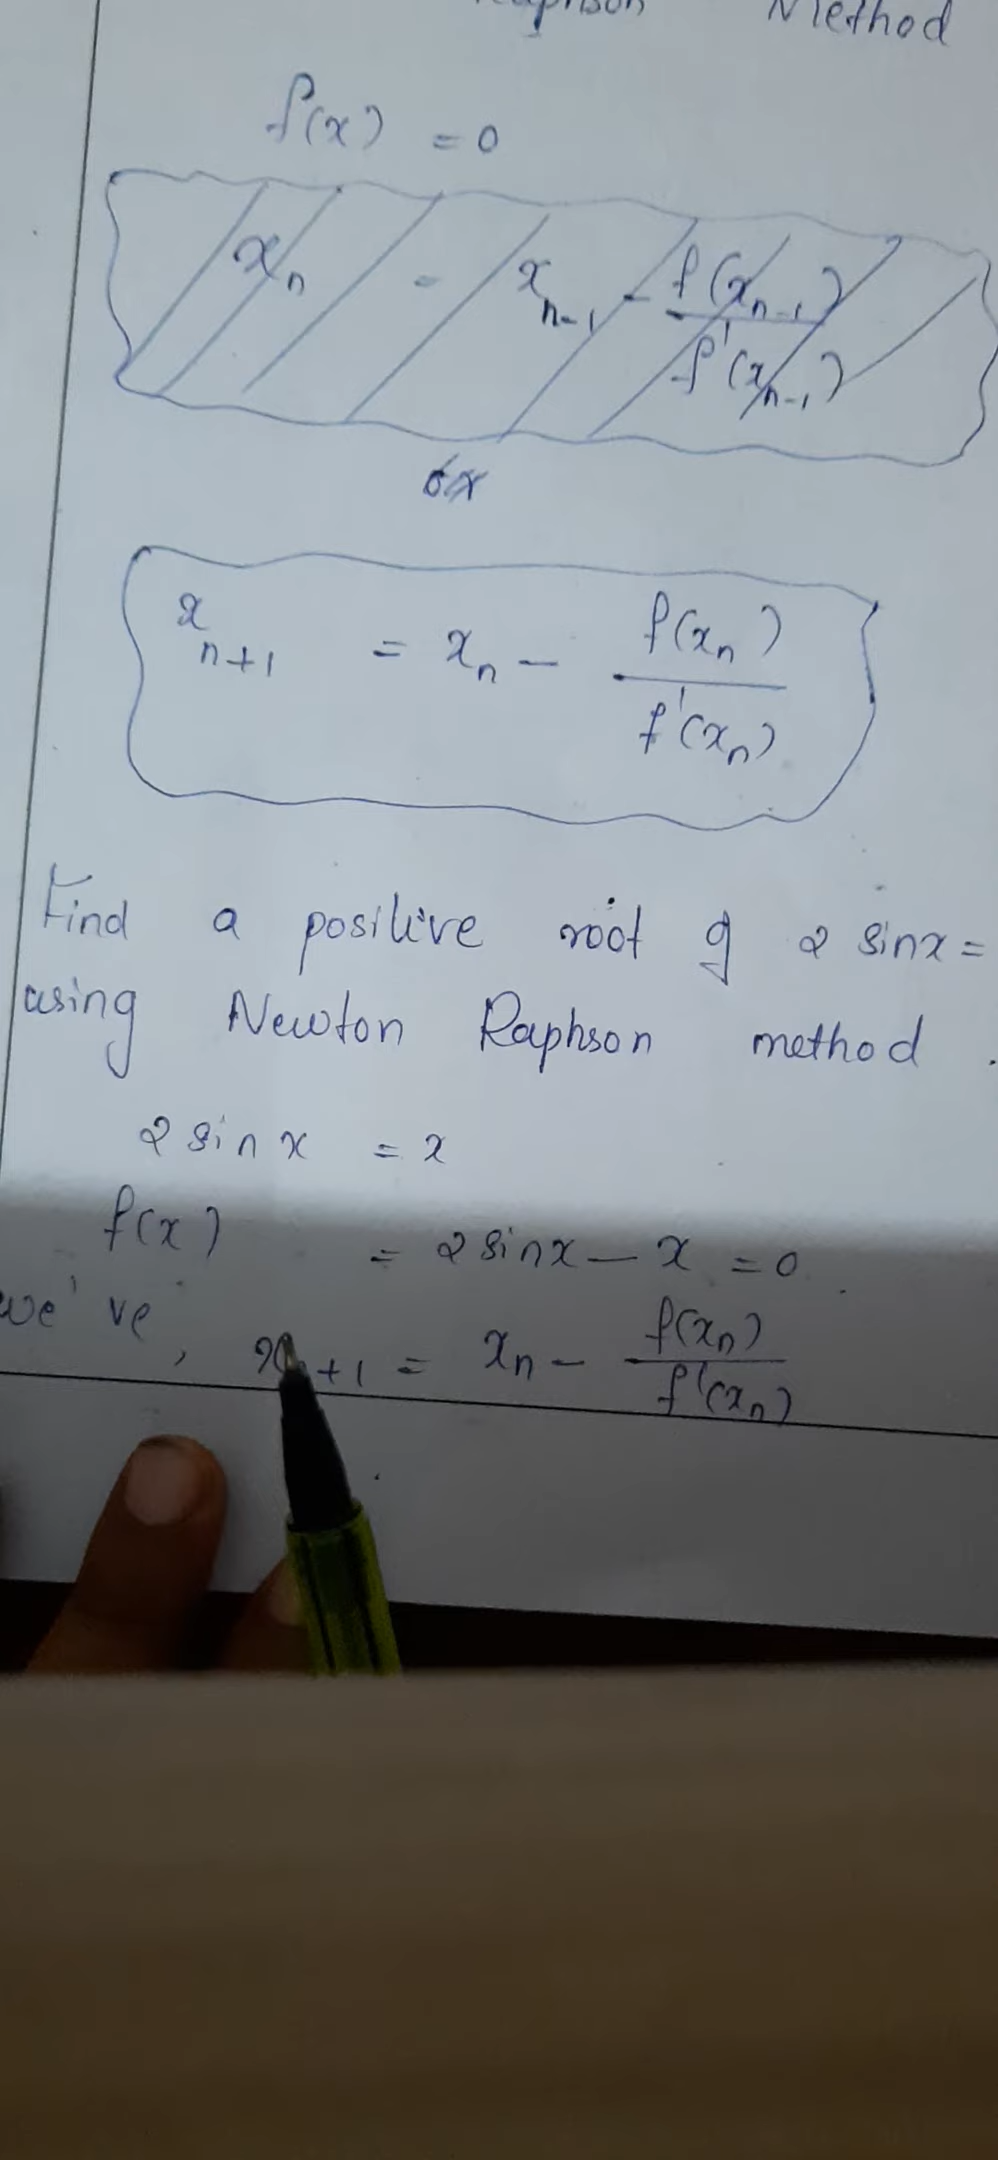 Raphson Method
f(x) = 0
xₙ = xₙ₋₁ - f(xₙ₋₁) / f'(xₙ₋₁)
xₙ₊₁ = xₙ - f(xₙ) / f'(xₙ)
Find a positive root of 2 sinx =
using Newton Raphson method .
2 sin x = x
f(x) = 2 sinx - x = 0 .
we've, xₙ₊₁ = xₙ - f(xₙ) / f'(xₙ)